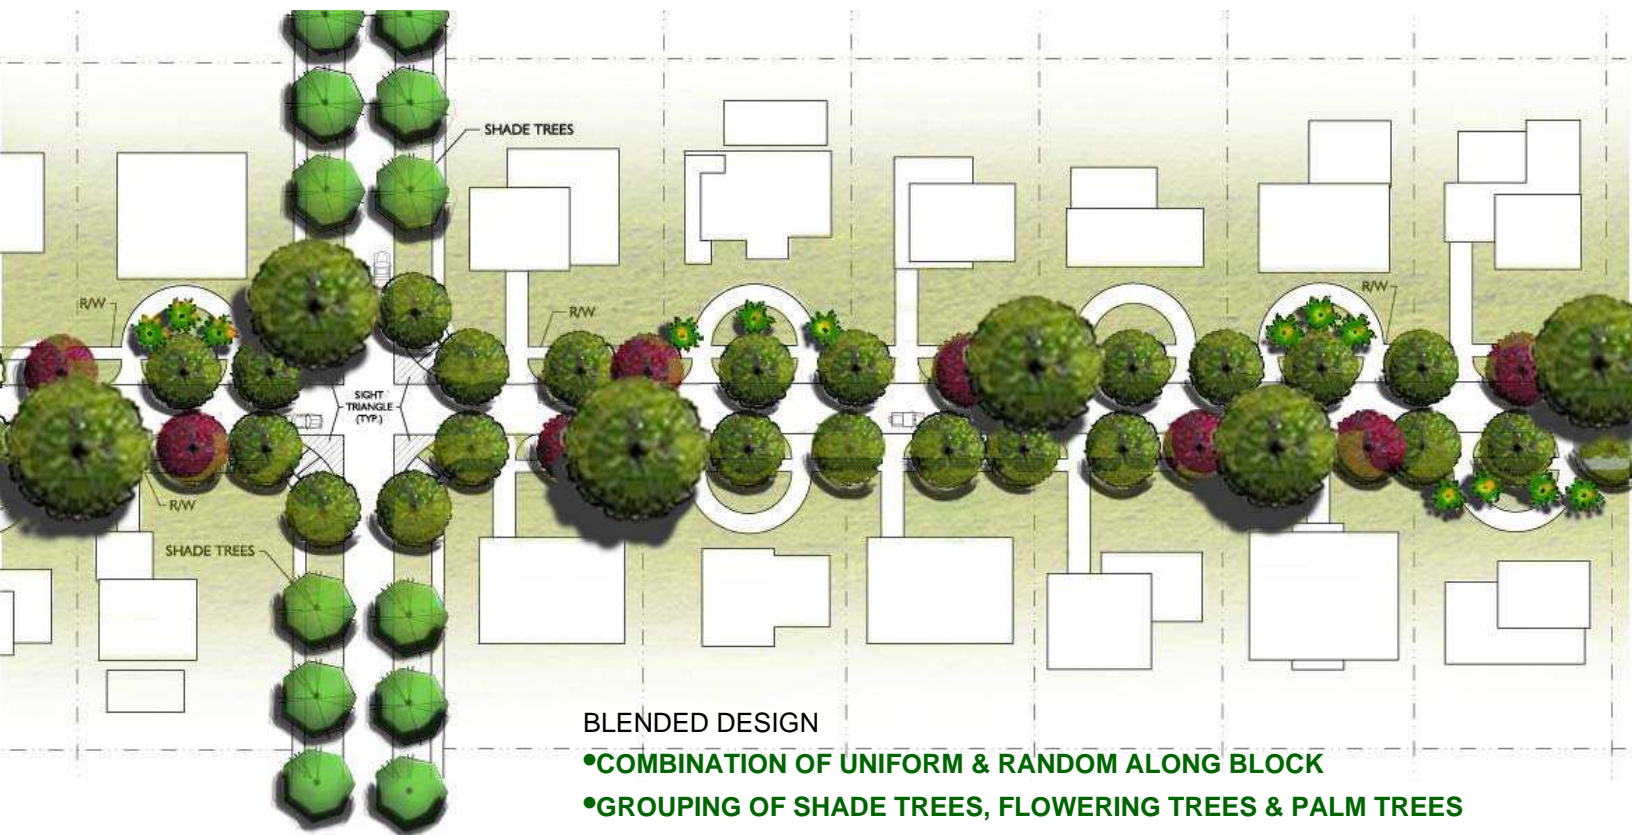 SHADE TREES
R/W
R/W
R/W
SIGHT
TRIANGLE
(TYP.)
R/W
SHADE TREES
BLENDED DESIGN
•COMBINATION OF UNIFORM & RANDOM ALONG BLOCK
•GROUPING OF SHADE TREES, FLOWERING TREES & PALM TREES